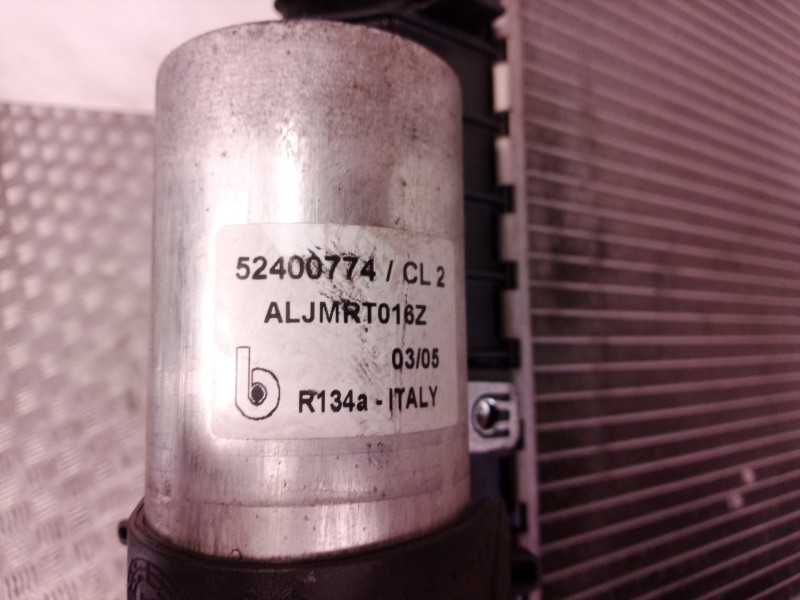 52400774 / CL 2
ALJMRT016Z
03/05
b
R134a - ITALY